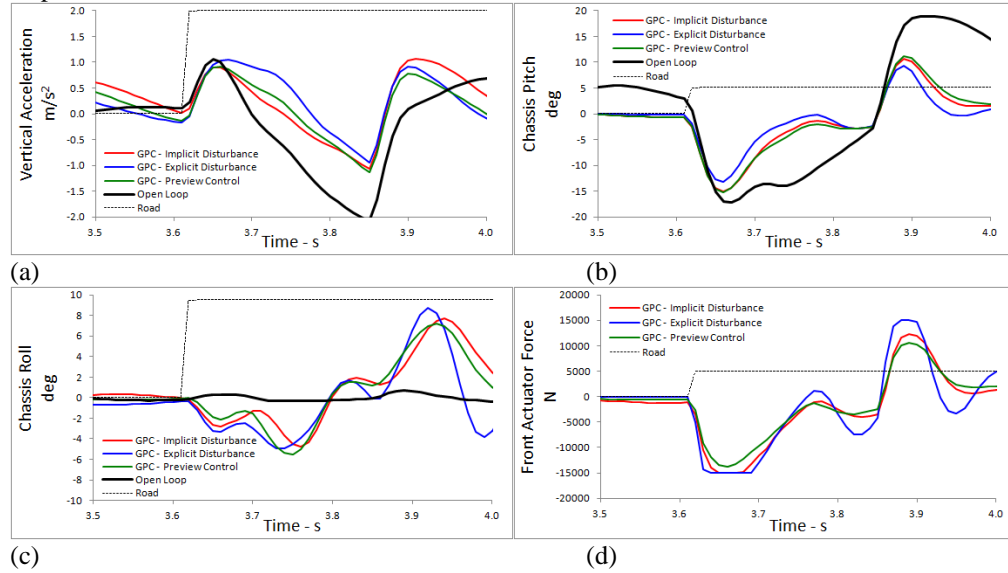 2.0
1.5
1.0
0.5
0.0
0.5
1.0
1.5
2.0
Vertical Acceleration
m/s²
GPC - Implicit Disturbance
GPC - Explicit Disturbance
GPC - Preview Control
Open Loop
Road
3.5 3.6 3.7 3.8 3.9 4.0
Time - s
(a)
20
15
10
5
0
5
10
15
20
Chassis Pitch
deg
GPC - Implicit Disturbance
GPC - Explicit Disturbance
GPC - Preview Control
Open Loop
Road
3.5 3.6 3.7 3.8 3.9 4.0
Time - s
(b)
10
8
6
4
2
0
-2
-4
-6
-8
-10
Chassis Roll
deg
GPC - Implicit Disturbance
GPC - Explicit Disturbance
GPC - Preview Control
Open Loop
Road
3.5 3.6 3.7 3.8 3.9 4.0
Time - s
(c)
20000
15000
10000
5000
0
-5000
-10000
-15000
-20000
Front Actuator Force
N
GPC - Implicit Disturbance
GPC - Explicit Disturbance
GPC - Preview Control
Road
3.5 3.6 3.7 3.8 3.9 4.0
Time - s
(d)